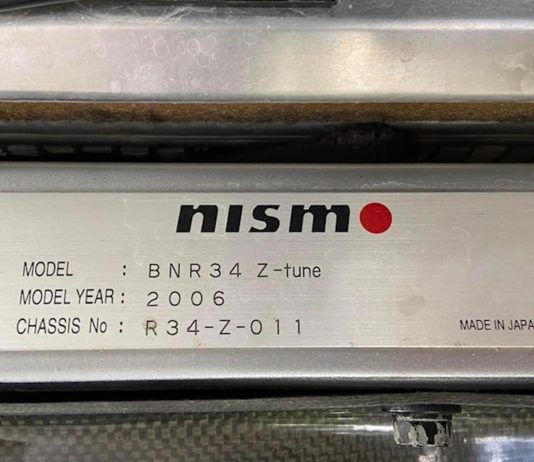 nismo
MODEL : BNR34 Z-tune
MODEL YEAR : 2006
CHASSIS No : R34-Z-011
MADE IN JAPA